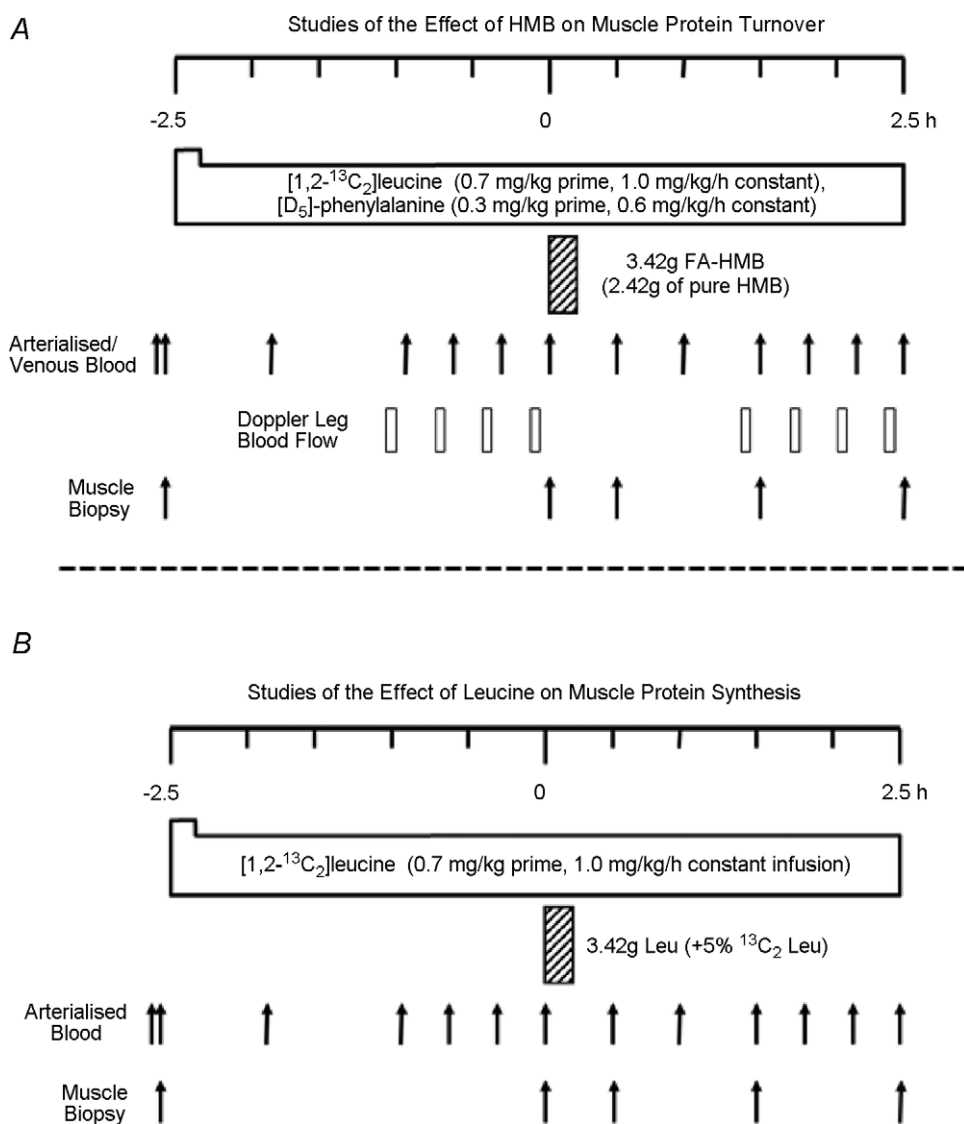 A
Studies of the Effect of HMB on Muscle Protein Turnover
-2.5 0 2.5 h
[1,2-¹³C₂]leucine (0.7 mg/kg prime, 1.0 mg/kg/h constant),
[D₅]-phenylalanine (0.3 mg/kg prime, 0.6 mg/kg/h constant)
3.42g FA-HMB
(2.42g of pure HMB)
Arterialised/
Venous Blood
Doppler Leg
Blood Flow
Muscle
Biopsy
B
Studies of the Effect of Leucine on Muscle Protein Synthesis
-2.5 0 2.5 h
[1,2-¹³C₂]leucine (0.7 mg/kg prime, 1.0 mg/kg/h constant infusion)
3.42g Leu (+5% ¹³C₂ Leu)
Arterialised
Blood
Muscle
Biopsy